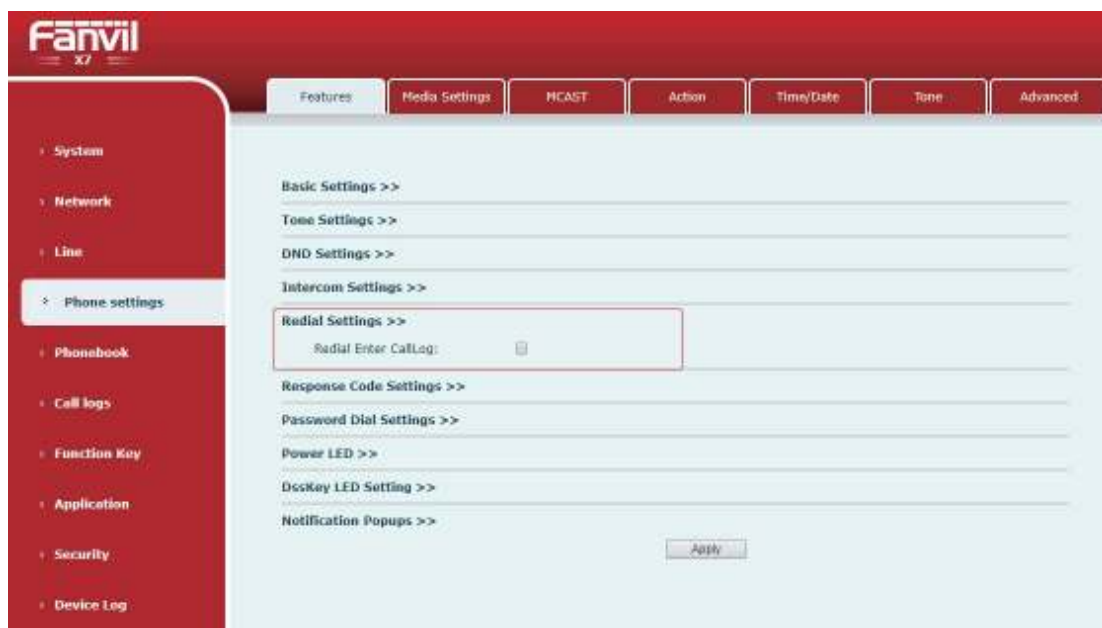 Fanvil
X7
Features Media Settings MCAST Action Time/Date Tone Advanced
System
Network
Line
Phone settings
Phonebook
Call logs
Function Key
Application
Security
Device Log
Basic Settings >>
Tone Settings >>
DND Settings >>
Intercom Settings >>
Redial Settings >>
Redial Enter CallLog:
Response Code Settings >>
Password Dial Settings >>
Power LED >>
DssKey LED Setting >>
Notification Popups >>
Apply